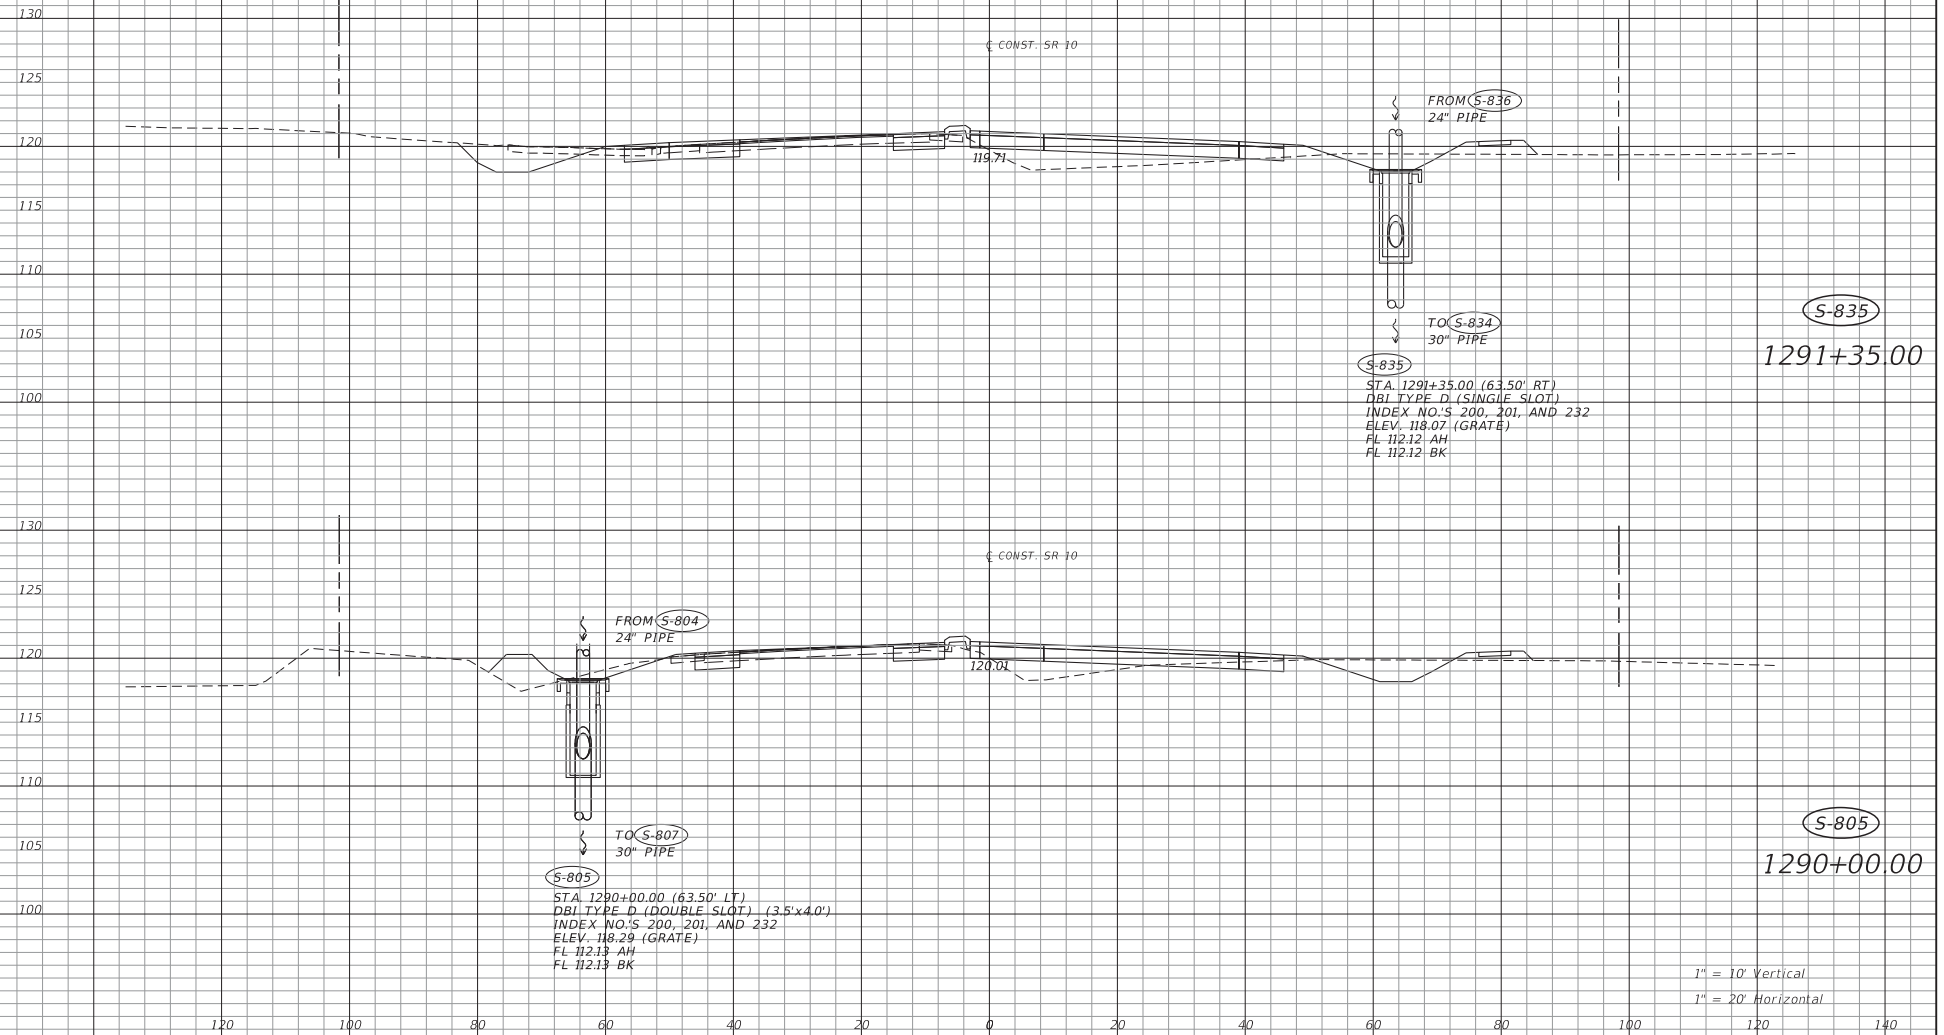 130
℄ CONST. SR 10
125
FROM S-836
24" PIPE
120
119.71
115
110
S-835
105
TO S-834
30" PIPE
1291+35.00
S-835
STA. 1291+35.00 (63.50' RT)
100
DBI TYPE D (SINGLE SLOT)
INDEX NO.'S 200, 201, AND 232
ELEV. 118.07 (GRATE)
FL 112.12 AH
FL 112.12 BK
130
℄ CONST. SR 10
125
FROM S-804
24" PIPE
120
120.01
115
110
S-805
105
TO S-807
30" PIPE
1290+00.00
S-805
STA. 1290+00.00 (63.50' LT)
100
DBI TYPE D (DOUBLE SLOT) (3.5'x4.0')
INDEX NO.'S 200, 201, AND 232
ELEV. 118.29 (GRATE)
FL 112.13 AH
FL 112.13 BK
1" = 10' Vertical
1" = 20' Horizontal
120 100 80 60 40 20 0 20 40 60 80 100 120 140